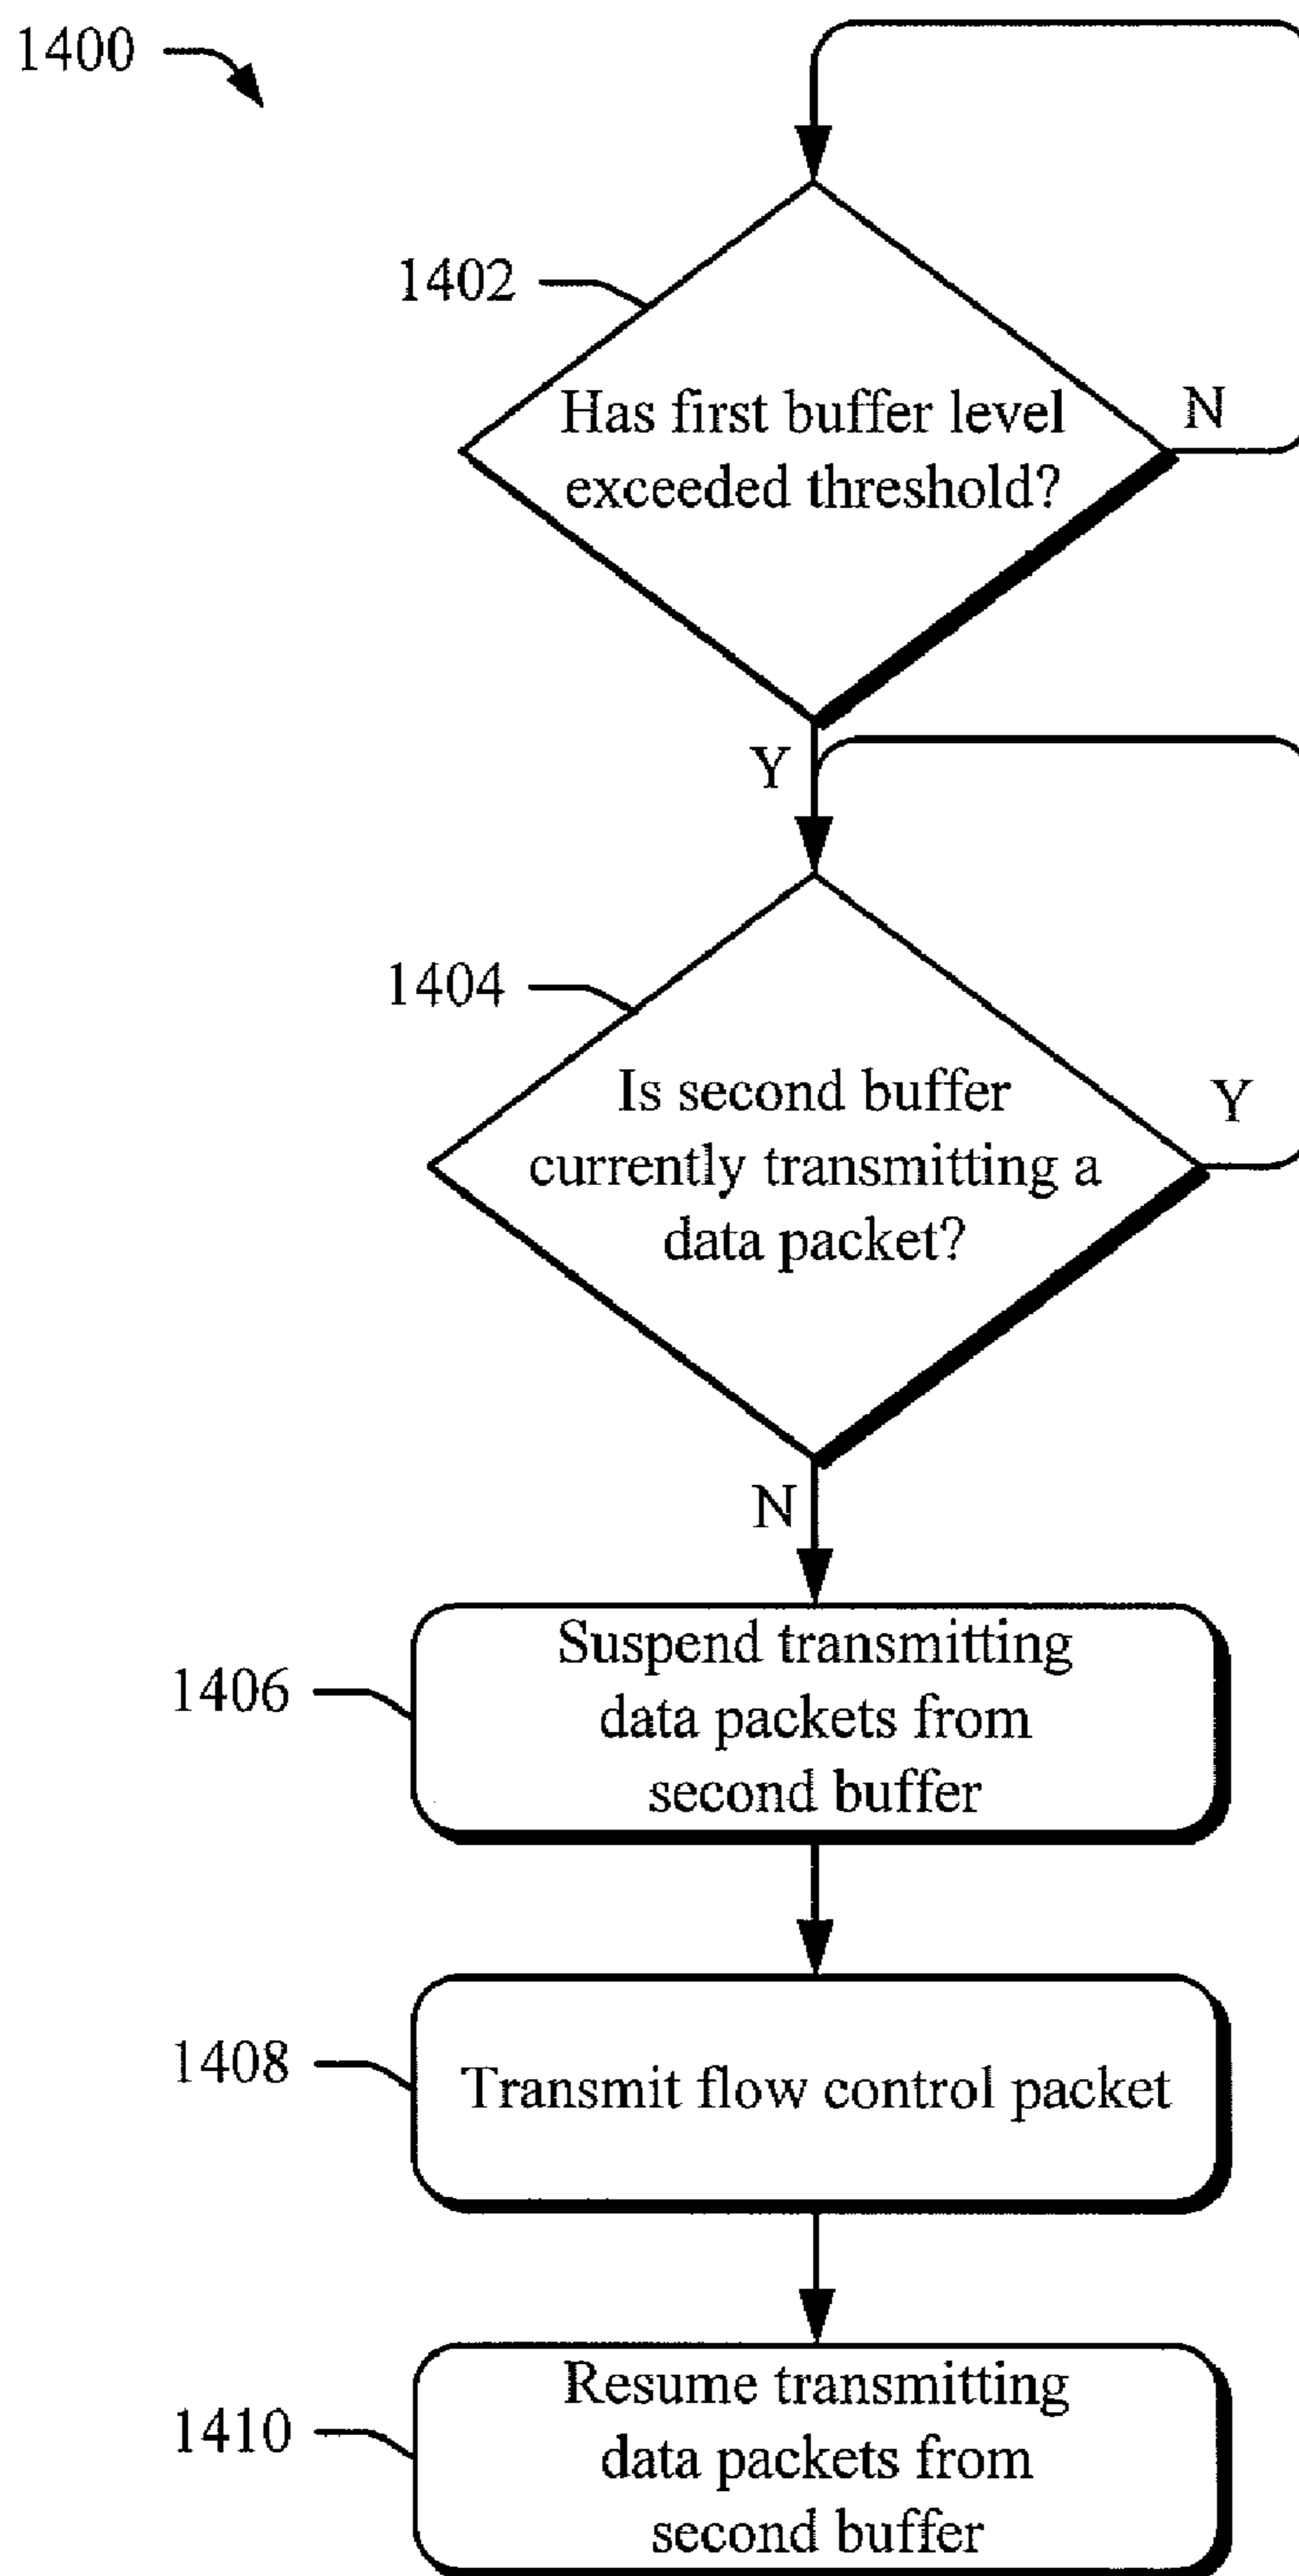 1400
1402
Has first buffer level
exceeded threshold?
N
Y
1404
Is second buffer
currently transmitting a
data packet?
Y
N
1406
Suspend transmitting
data packets from
second buffer
1408
Transmit flow control packet
1410
Resume transmitting
data packets from
second buffer